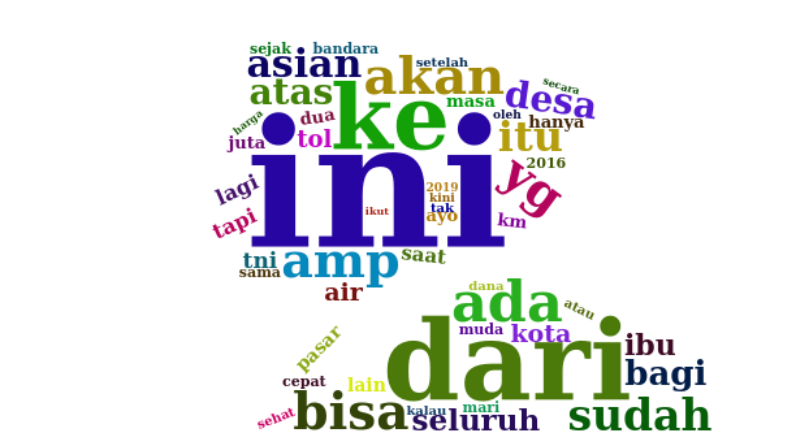 sejak bandara
asian akan setelah
atas ke masa desa secara
harga dua oleh hanya
juta tol itu
ini yg 2016
lagi 2019
kini
ikut tak
tapi ayo km
tni amp saat
sama
air
dana
ada atau
muda kota
pasar dari ibu
cepat lain bagi
sehat bisa kalau mari
seluruh sudah